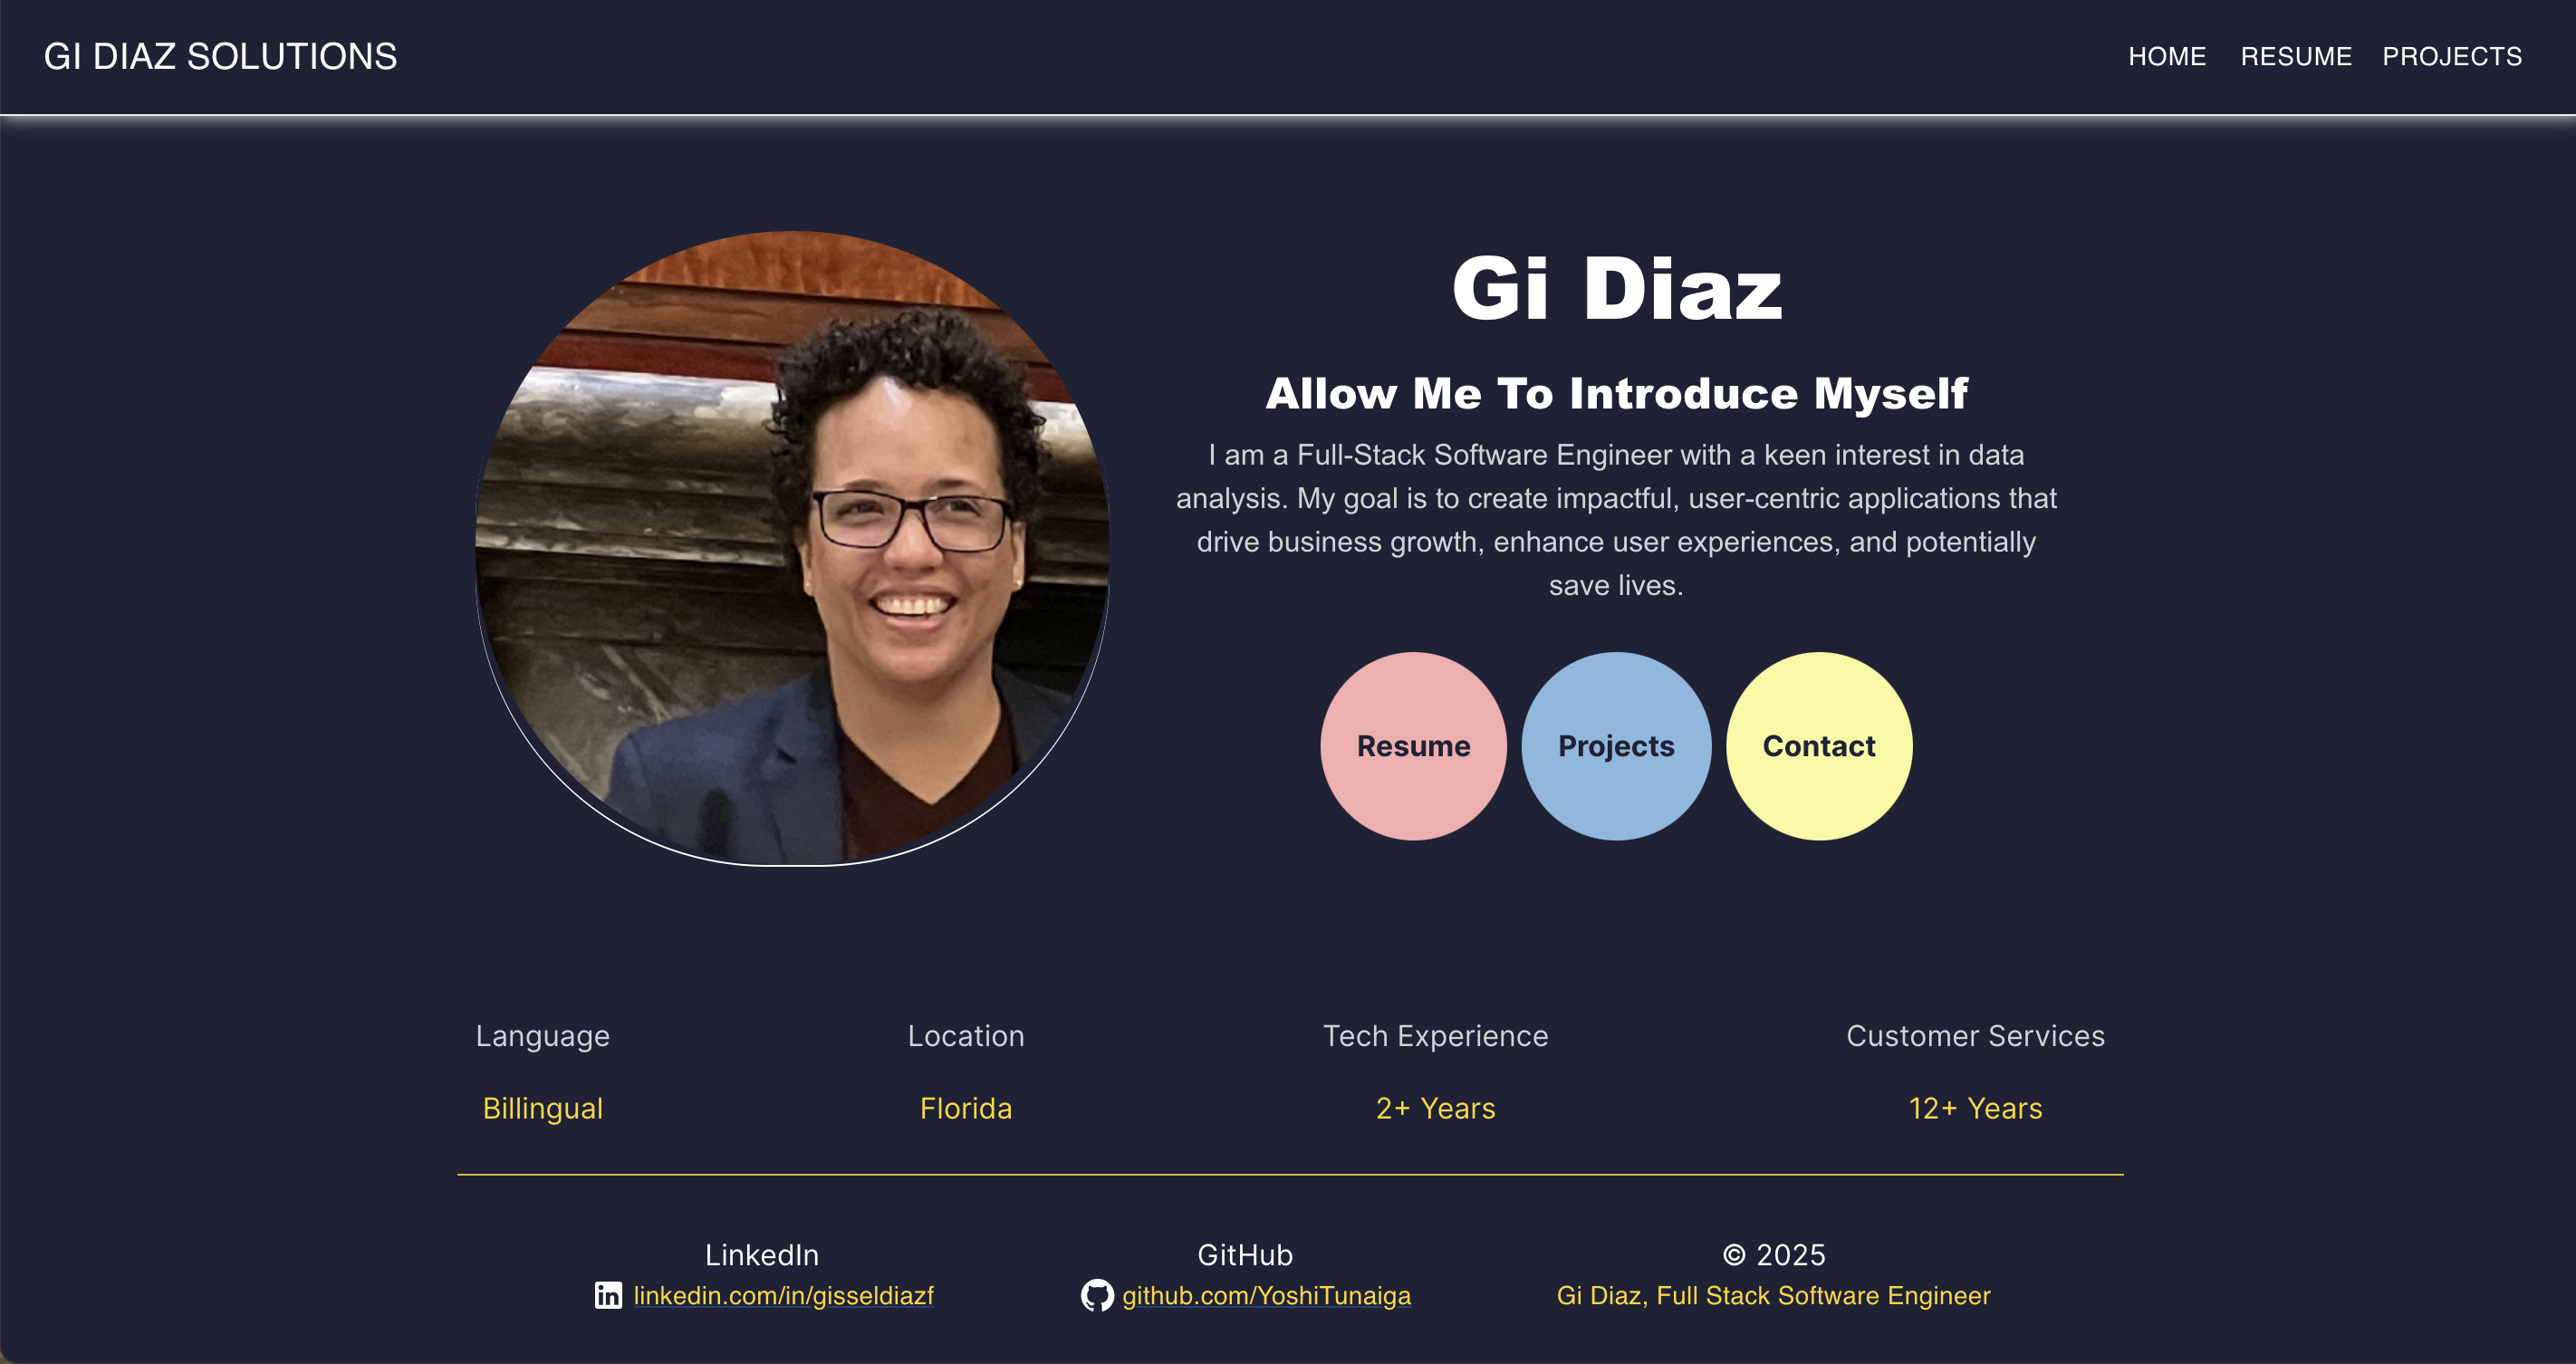 GI DIAZ SOLUTIONS
HOME RESUME PROJECTS
Gi Diaz
Allow Me To Introduce Myself
I am a Full-Stack Software Engineer with a keen interest in data
analysis. My goal is to create impactful, user-centric applications that
drive business growth, enhance user experiences, and potentially
save lives.
Resume Projects Contact
Language Location Tech Experience Customer Services
Billingual Florida 2+ Years 12+ Years
LinkedIn GitHub © 2025
linkedin.com/in/gisseldiazf github.com/YoshiTunaiga Gi Diaz, Full Stack Software Engineer